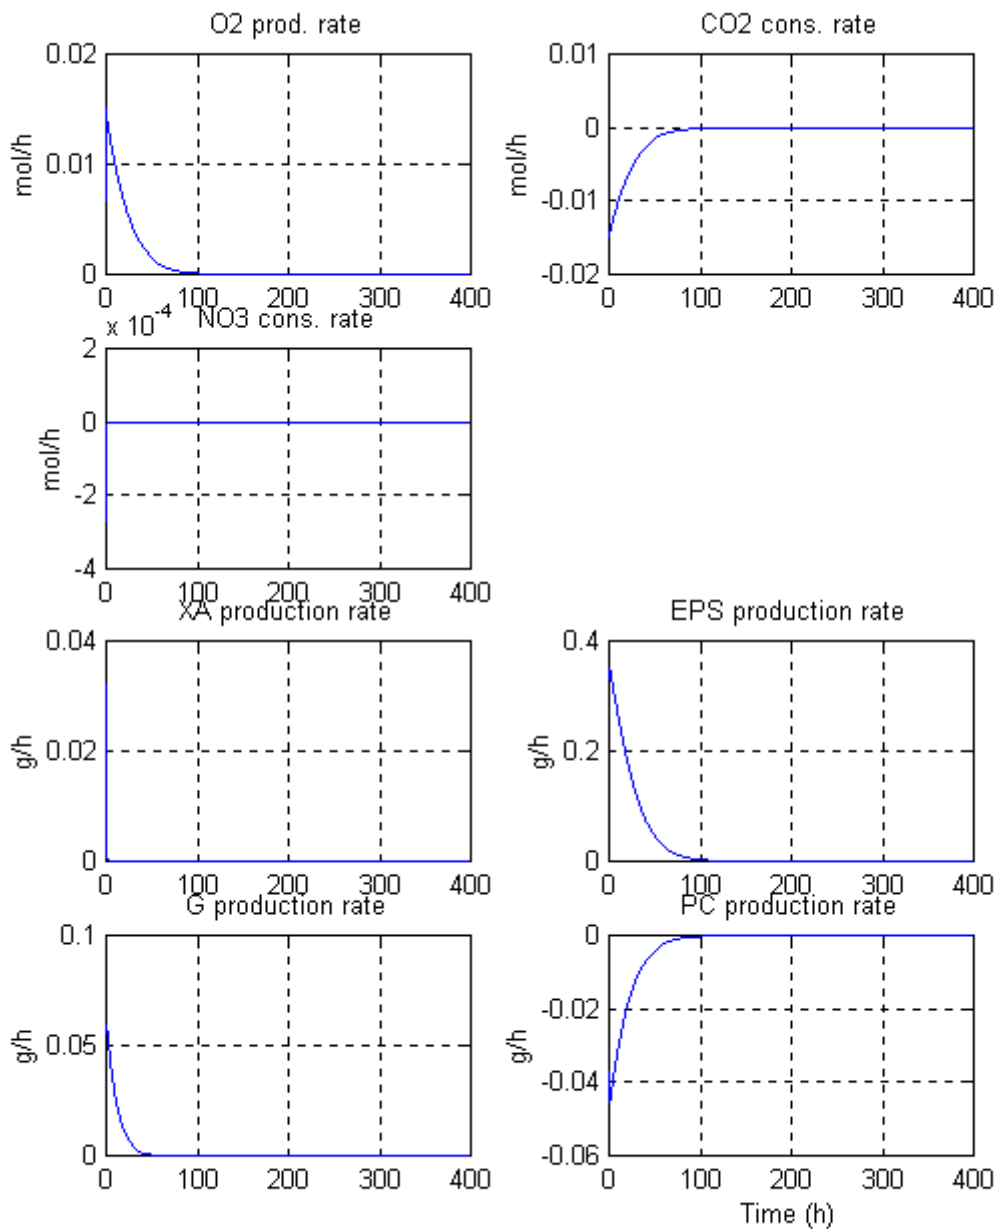 O2 prod. rate
0.02
0.01
0
mol/h
0 100 200 300 400
CO2 cons. rate
0.01
0
-0.01
-0.02
mol/h
0 100 200 300 400
x 10-4
NO3 cons. rate
2
0
-2
-4
mol/h
0 100 200 300 400
XA production rate
0.04
0.02
0
g/h
0 100 200 300 400
EPS production rate
0.4
0.2
0
g/h
0 100 200 300 400
G production rate
0.1
0.05
0
g/h
0 100 200 300 400
PC production rate
0
-0.02
-0.04
-0.06
g/h
0 100 200 300 400
Time (h)